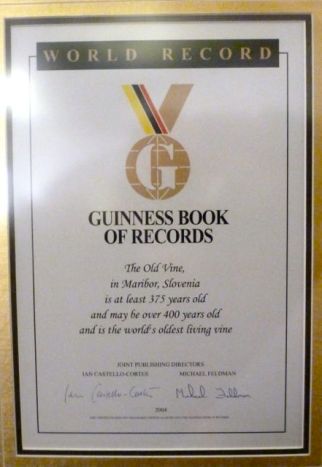 WORLD RECORD
G
GUINNESS BOOK
OF RECORDS
The Old Vine,
in Maribor, Slovenia
is at least 375 years old
and may be over 400 years old
and is the world's oldest living vine
JOINT PUBLISHING DIRECTORS
IAN CASTELLO-CORTES MICHAEL FELDMAN
2004